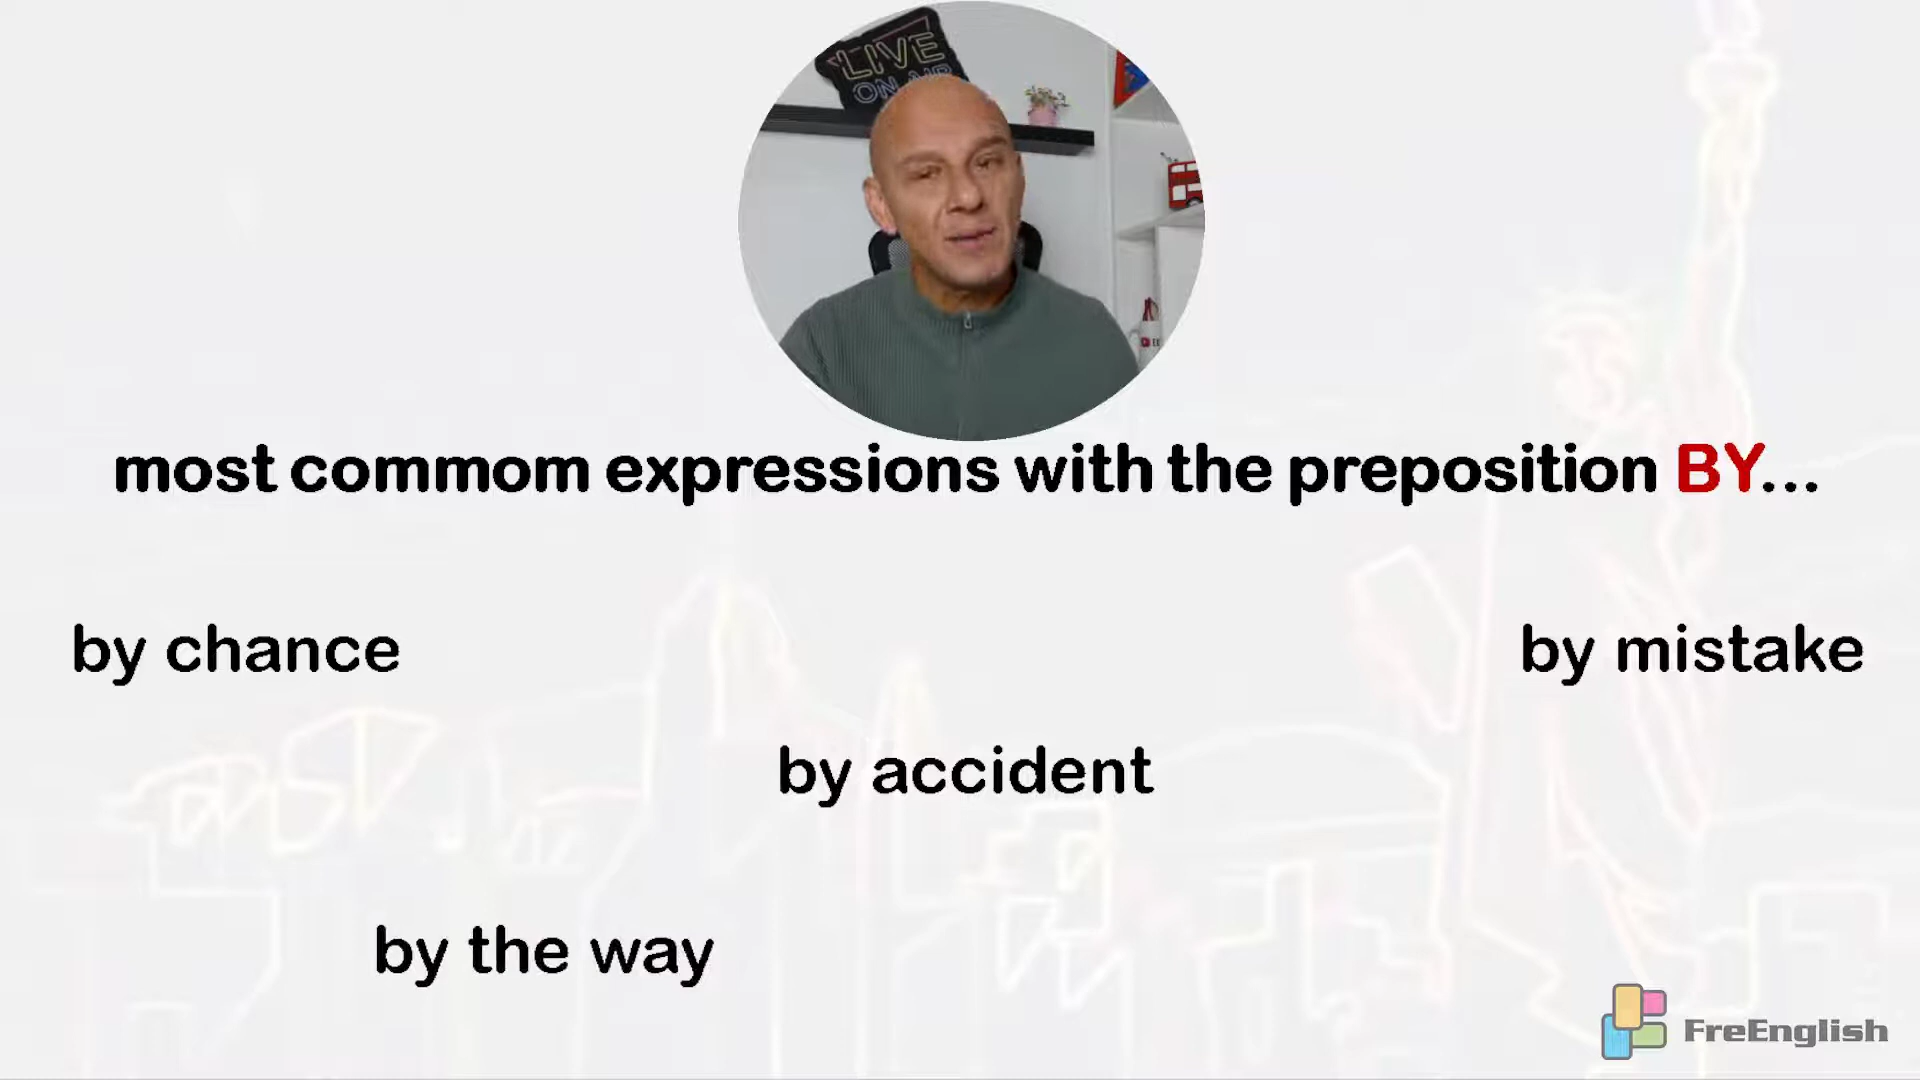 LIVE
ON AIR
most commom expressions with the preposition BY...
by chance
by mistake
by accident
by the way
FreEnglish